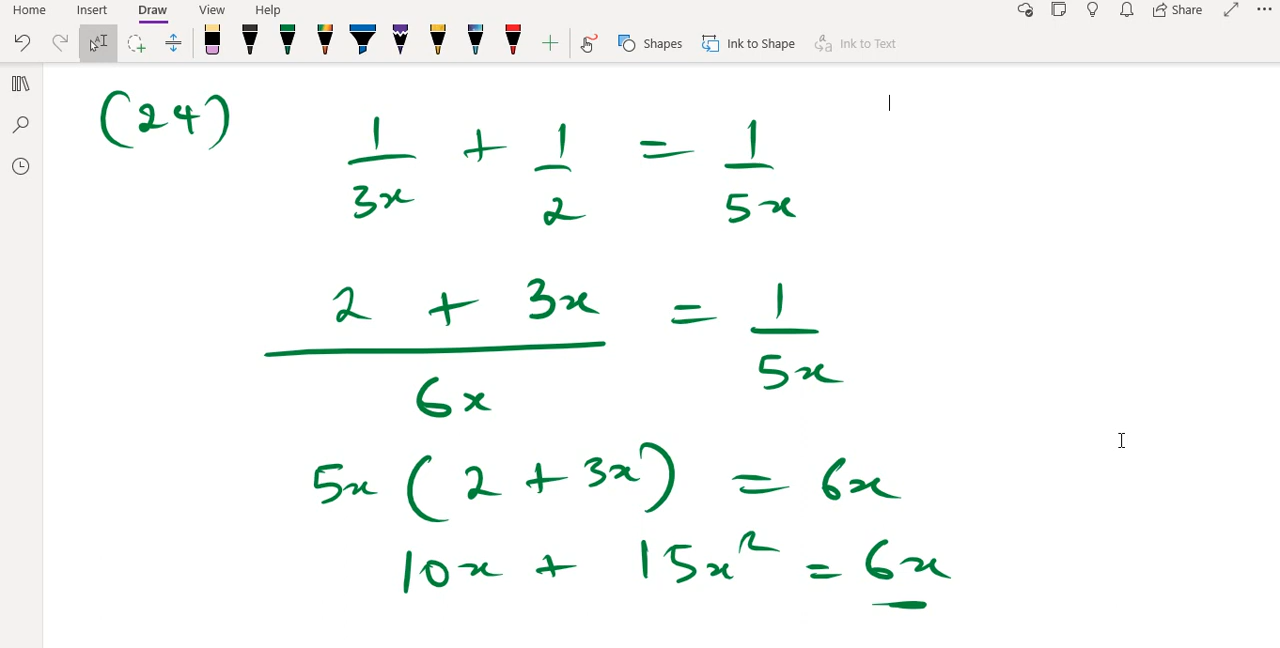 Home Insert Draw View Help Share
Shapes Ink to Shape Ink to Text
(24) 1/3x + 1/2 = 1/5x
2 + 3x / 6x = 1/5x
5x ( 2 + 3x ) = 6x
10x + 15x² = 6x